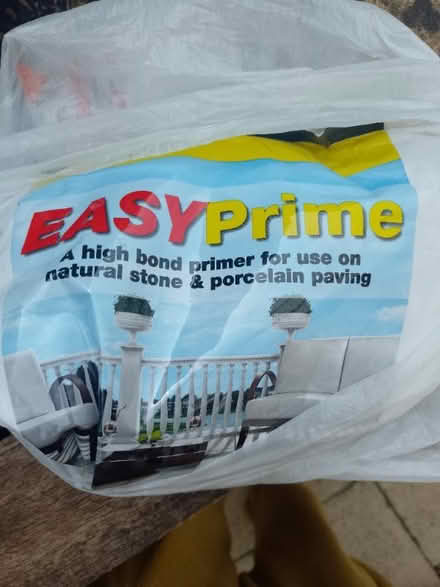 EASYPrime
A high bond primer for use on
natural stone & porcelain paving